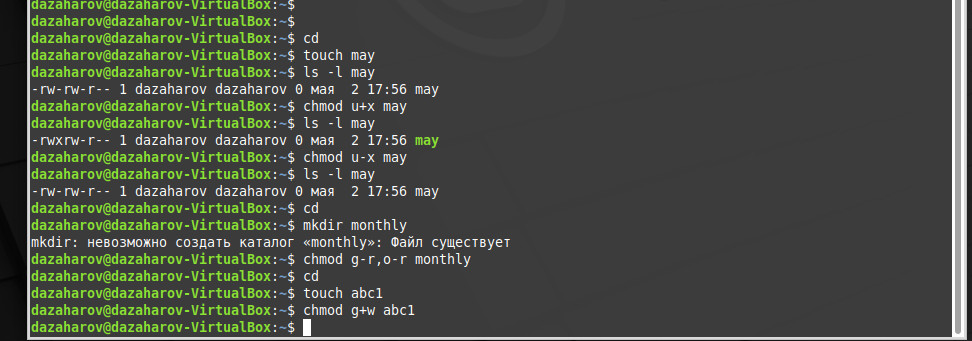 dazaharov@dazaharov-VirtualBox:~$
dazaharov@dazaharov-VirtualBox:~$
dazaharov@dazaharov-VirtualBox:~$ cd
dazaharov@dazaharov-VirtualBox:~$ touch may
dazaharov@dazaharov-VirtualBox:~$ ls -l may
-rw-rw-r-- 1 dazaharov dazaharov 0 мая  2 17:56 may
dazaharov@dazaharov-VirtualBox:~$ chmod u+x may
dazaharov@dazaharov-VirtualBox:~$ ls -l may
-rwxrw-r-- 1 dazaharov dazaharov 0 мая  2 17:56 may
dazaharov@dazaharov-VirtualBox:~$ chmod u-x may
dazaharov@dazaharov-VirtualBox:~$ ls -l may
-rw-rw-r-- 1 dazaharov dazaharov 0 мая  2 17:56 may
dazaharov@dazaharov-VirtualBox:~$ cd
dazaharov@dazaharov-VirtualBox:~$ mkdir monthly
mkdir: невозможно создать каталог «monthly»: Файл существует
dazaharov@dazaharov-VirtualBox:~$ chmod g-r,o-r monthly
dazaharov@dazaharov-VirtualBox:~$ cd
dazaharov@dazaharov-VirtualBox:~$ touch abc1
dazaharov@dazaharov-VirtualBox:~$ chmod g+w abc1
dazaharov@dazaharov-VirtualBox:~$